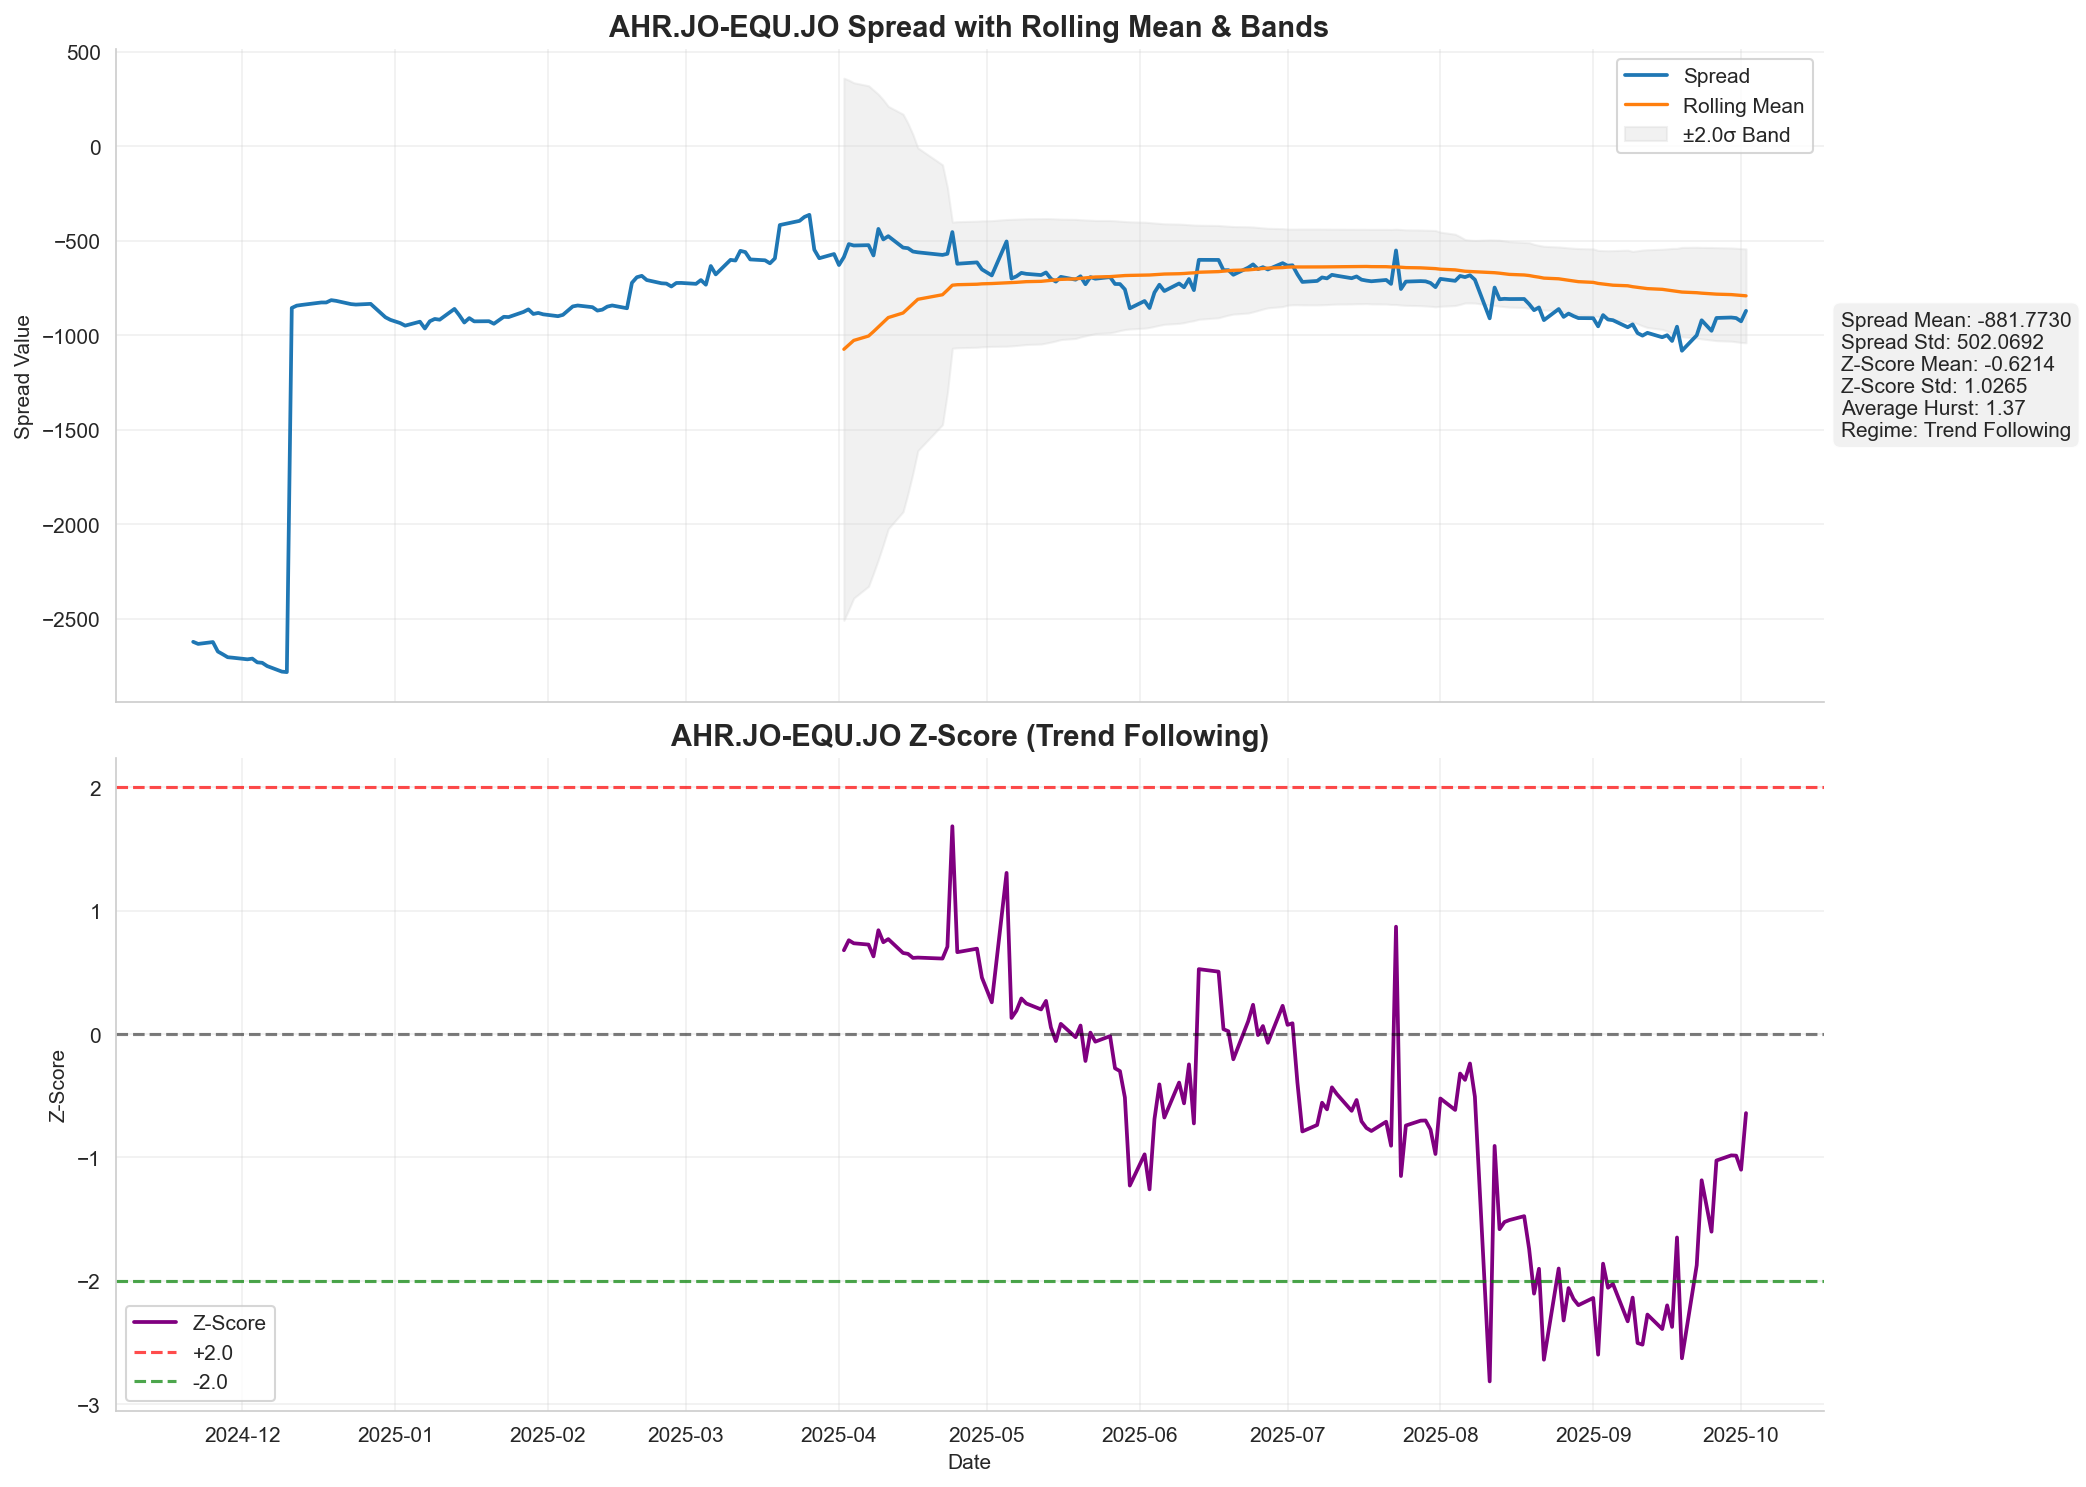 AHR.JO-EQU.JO Spread with Rolling Mean & Bands
500
0
−500
−1000
−1500
−2000
−2500
Spread Value
Spread
Rolling Mean
±2.0σ Band
Spread Mean: -881.7730
Spread Std: 502.0692
Z-Score Mean: -0.6214
Z-Score Std: 1.0265
Average Hurst: 1.37
Regime: Trend Following
AHR.JO-EQU.JO Z-Score (Trend Following)
2
1
0
−1
−2
−3
Z-Score
Z-Score
+2.0
-2.0
2024-12
2025-01
2025-02
2025-03
2025-04
2025-05
2025-06
2025-07
2025-08
2025-09
2025-10
Date